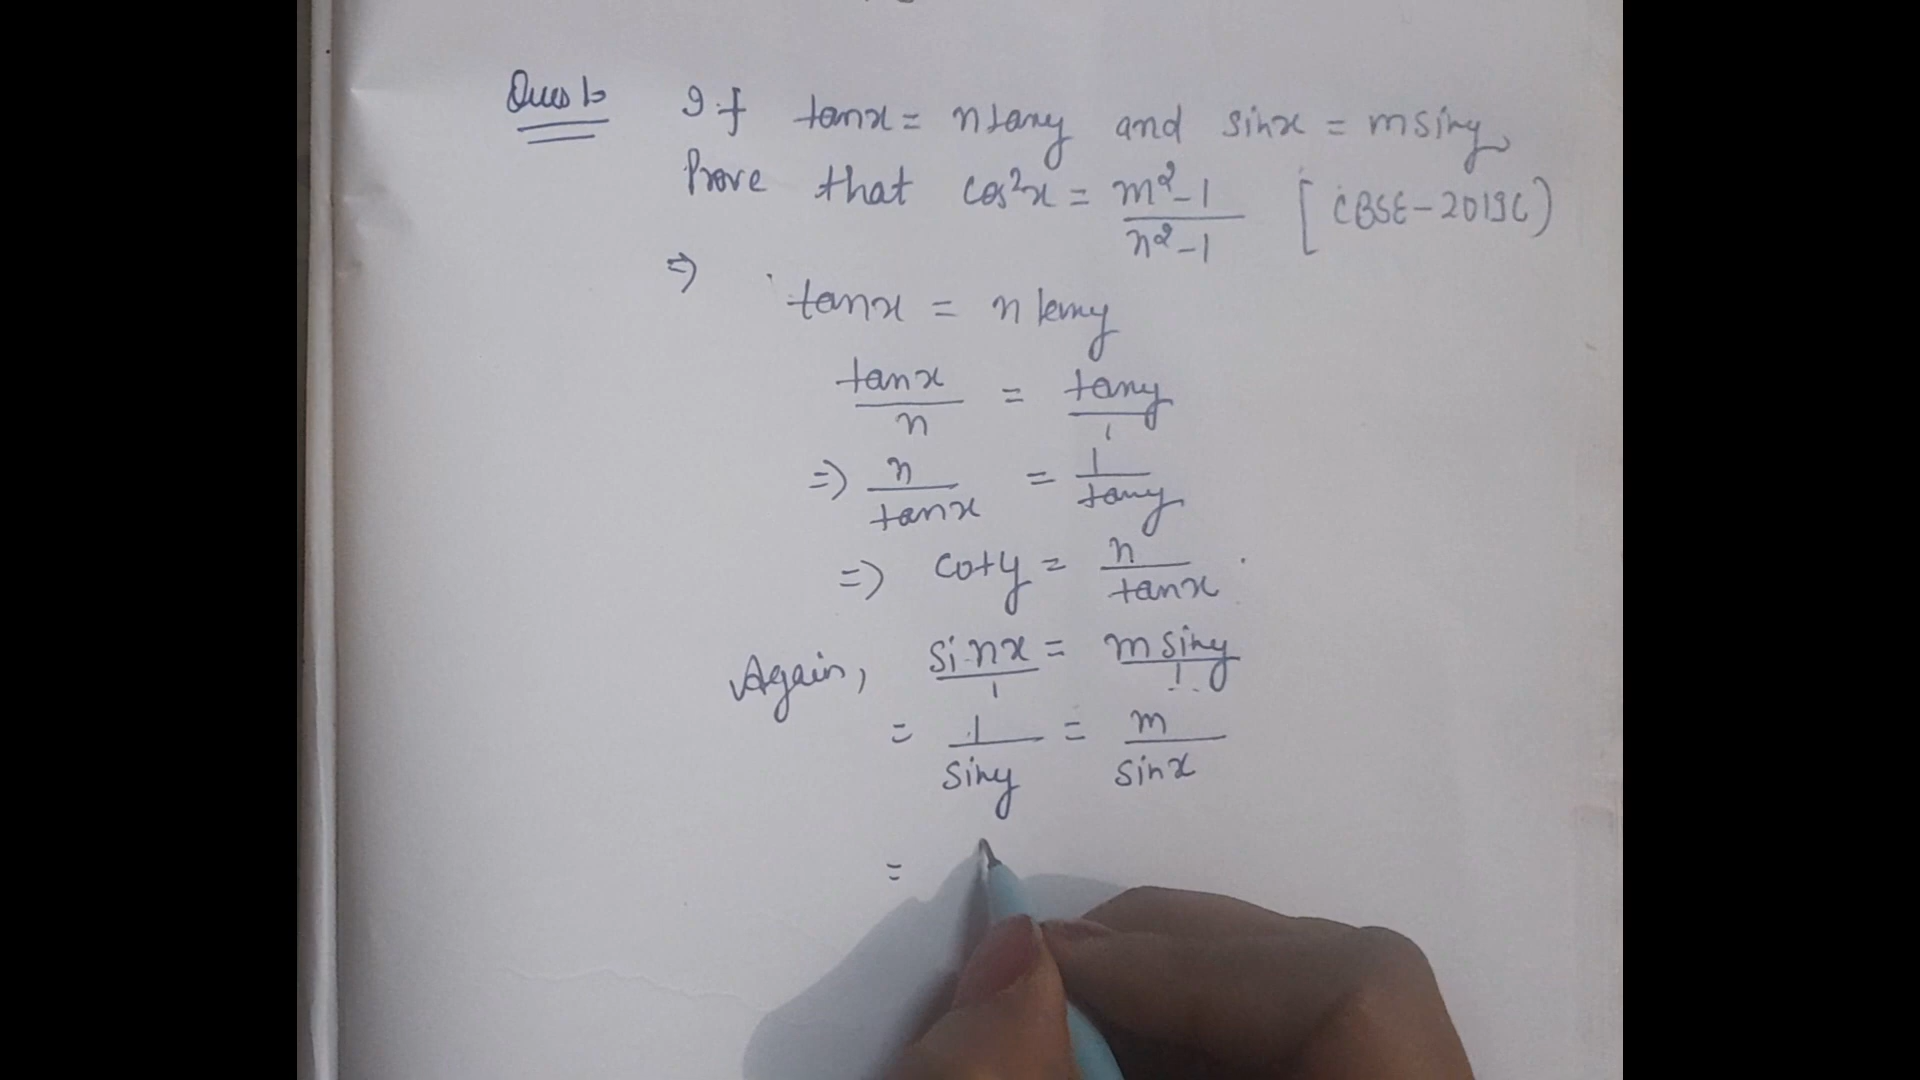 Ques 6 If tanx = n tany and sinx = m siny
Prove that cos²x = m²-1 / n²-1 [CBSE-2019C)
⇒ tanx = n tany
tanx / n = tany / 1
⇒ n / tanx = 1 / tany
⇒ coty = n / tanx .
Again, sinx / 1 = m siny / 1
= 1 / siny = m / sinx
=